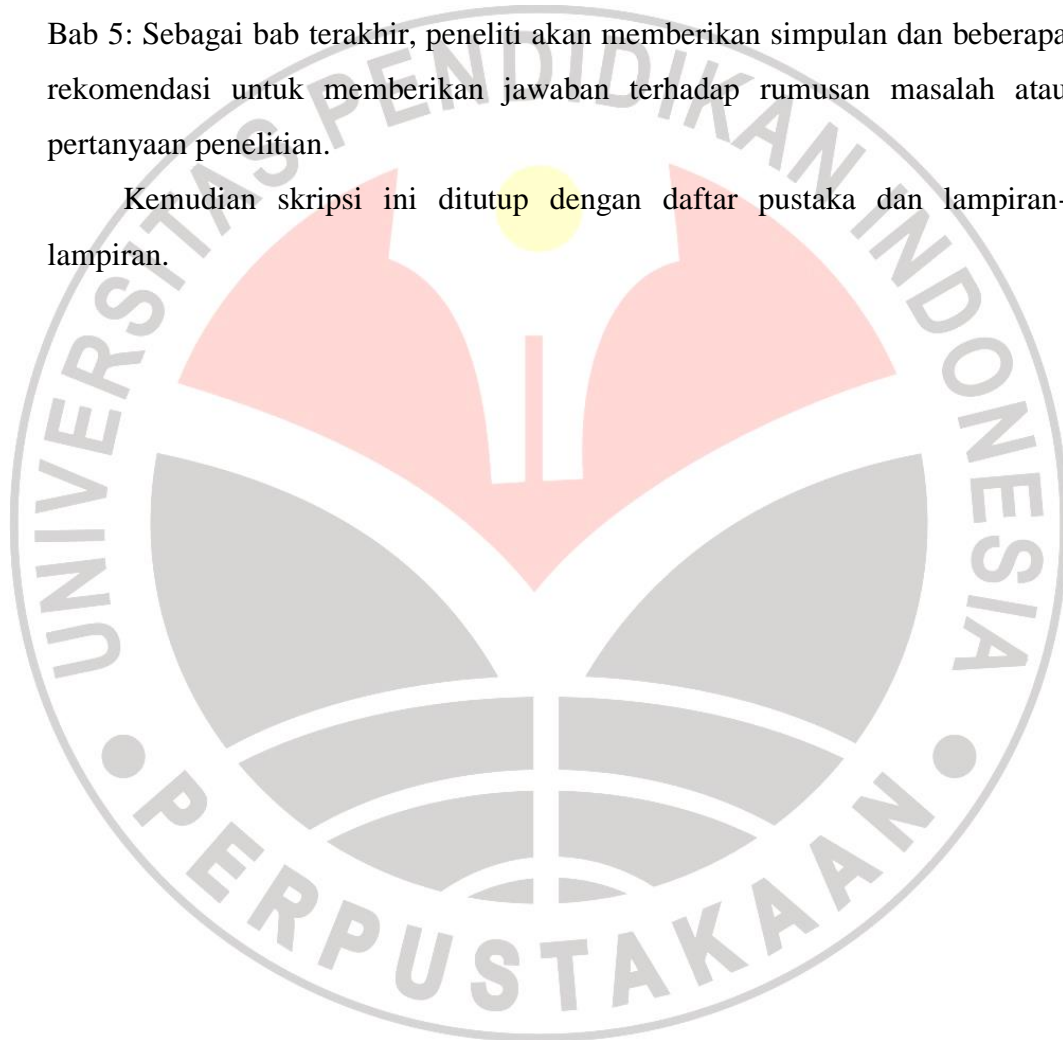 Bab 5: Sebagai bab terakhir, peneliti akan memberikan simpulan dan beberapa
rekomendasi untuk memberikan jawaban terhadap rumusan masalah atau
pertanyaan penelitian.
Kemudian skripsi ini ditutup dengan daftar pustaka dan lampiran-
lampiran.
UNIVERSITAS PENDIDIKAN INDONESIA
PERPUSTAKAAN